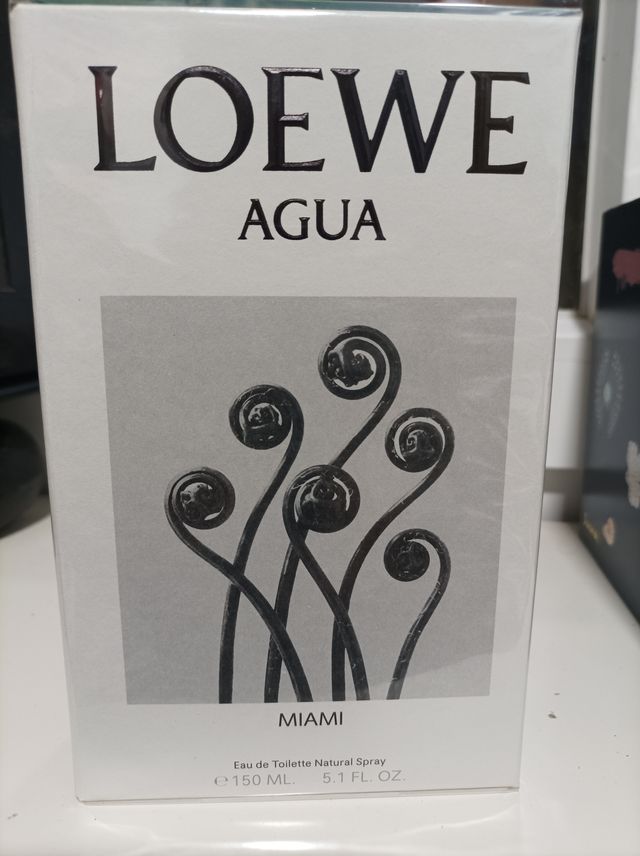 LOEWE
AGUA
MIAMI
Eau de Toilette Natural Spray
℮ 150 ML. 5.1 FL. OZ.